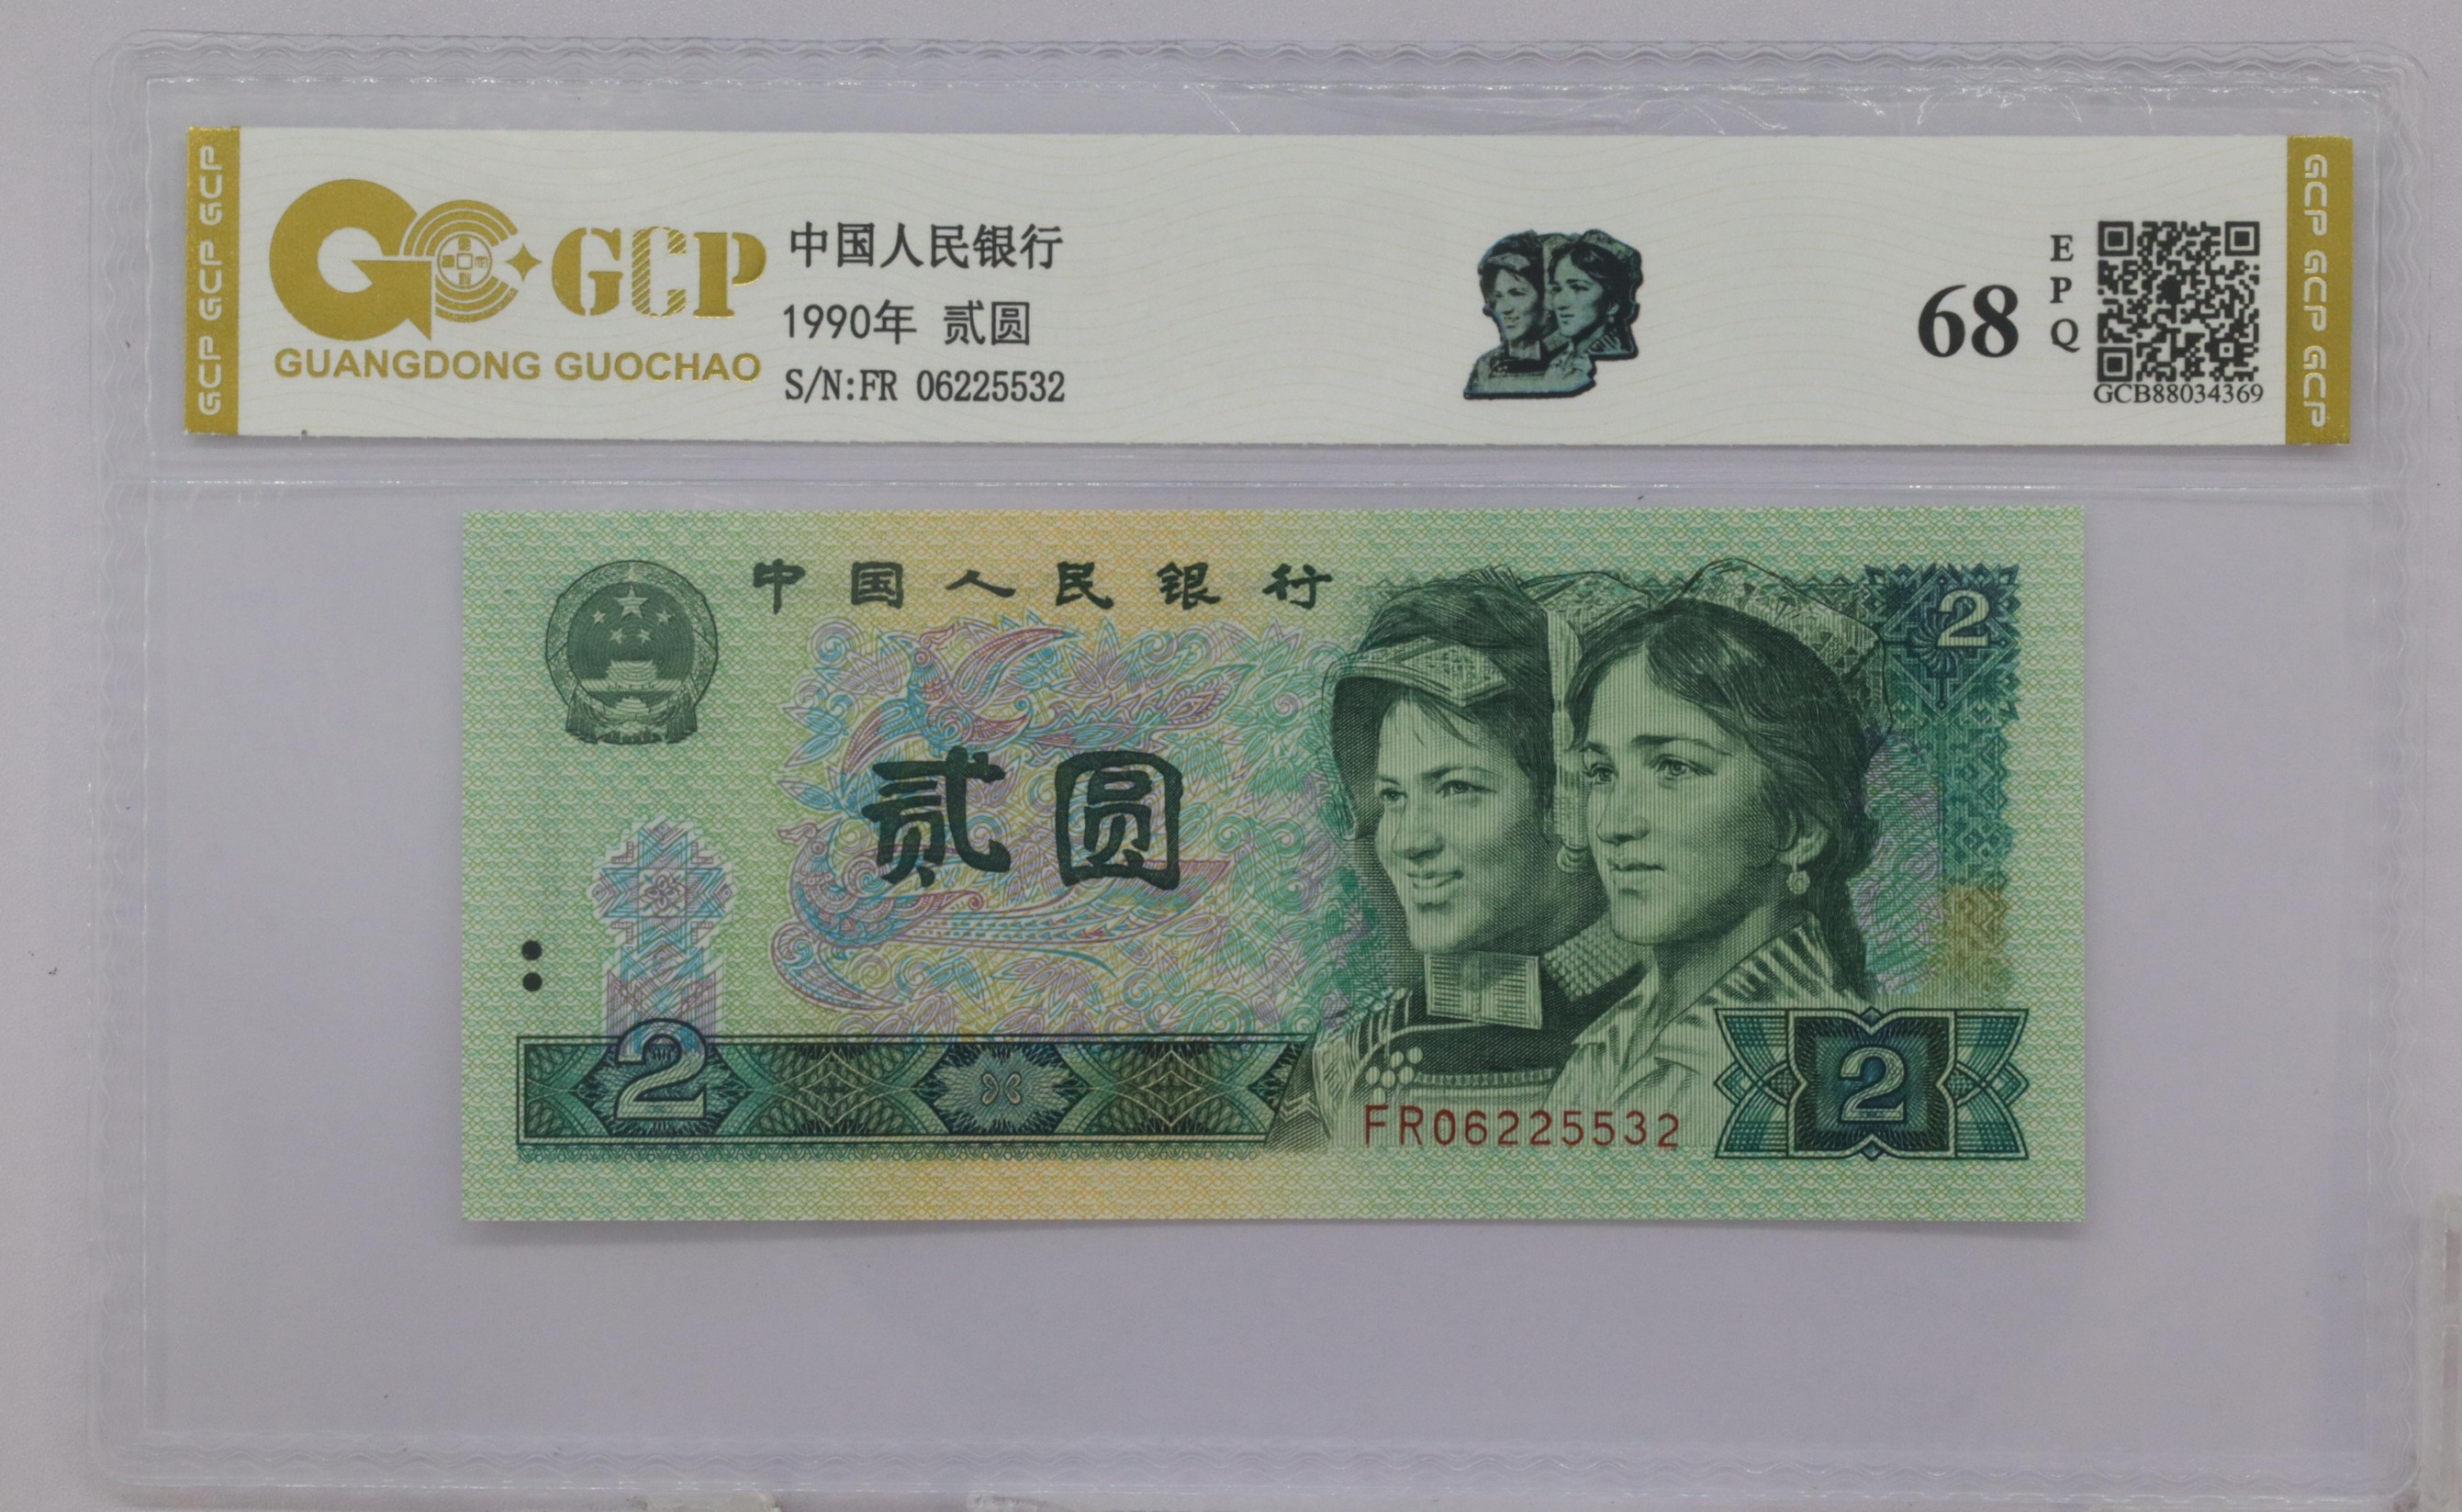 GCP GCP GCP
GCP
GUANGDONG GUOCHAO
中国人民银行
1990年 贰圆
S/N:FR 06225532
68
EPQ
GCB88034369
GCP GCP GCP
中国人民银行
2
贰圆
2
FR06225532
2